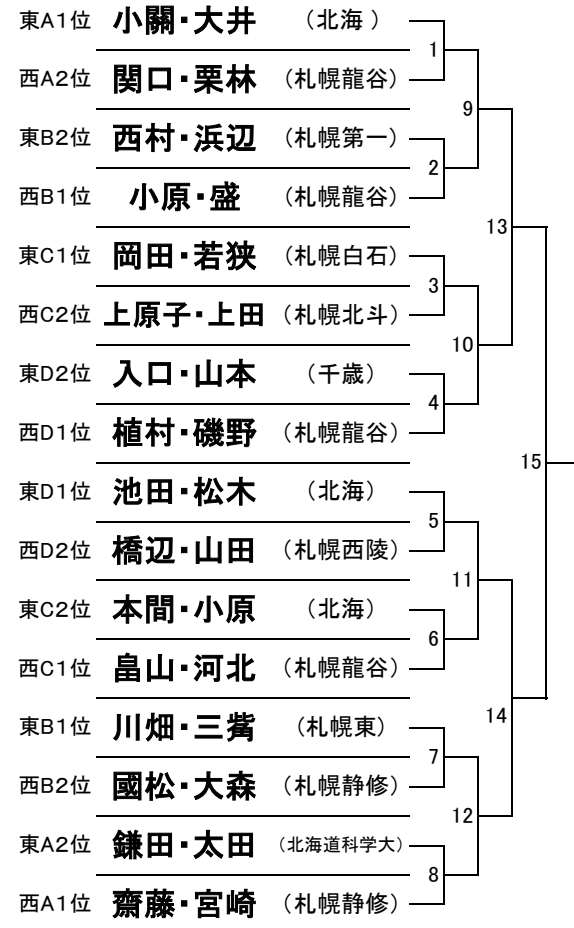 東A1位 小關・大井 （北海 ）
1
西A2位 関口・栗林 （札幌龍谷）
9
東B2位 西村・浜辺 （札幌第一）
2
西B1位 小原・盛 （札幌龍谷）
13
東C1位 岡田・若狭 （札幌白石）
3
西C2位 上原子・上田 （札幌北斗）
10
東D2位 入口・山本 （千歳）
4
西D1位 植村・磯野 （札幌龍谷）
15
東D1位 池田・松木 （北海）
5
西D2位 橋辺・山田 （札幌西陵）
11
東C2位 本間・小原 （北海）
6
西C1位 畠山・河北 （札幌龍谷）
14
東B1位 川畑・三觜 （札幌東）
7
西B2位 國松・大森 （札幌静修）
12
東A2位 鎌田・太田 （北海道科学大）
8
西A1位 齋藤・宮崎 （札幌静修）